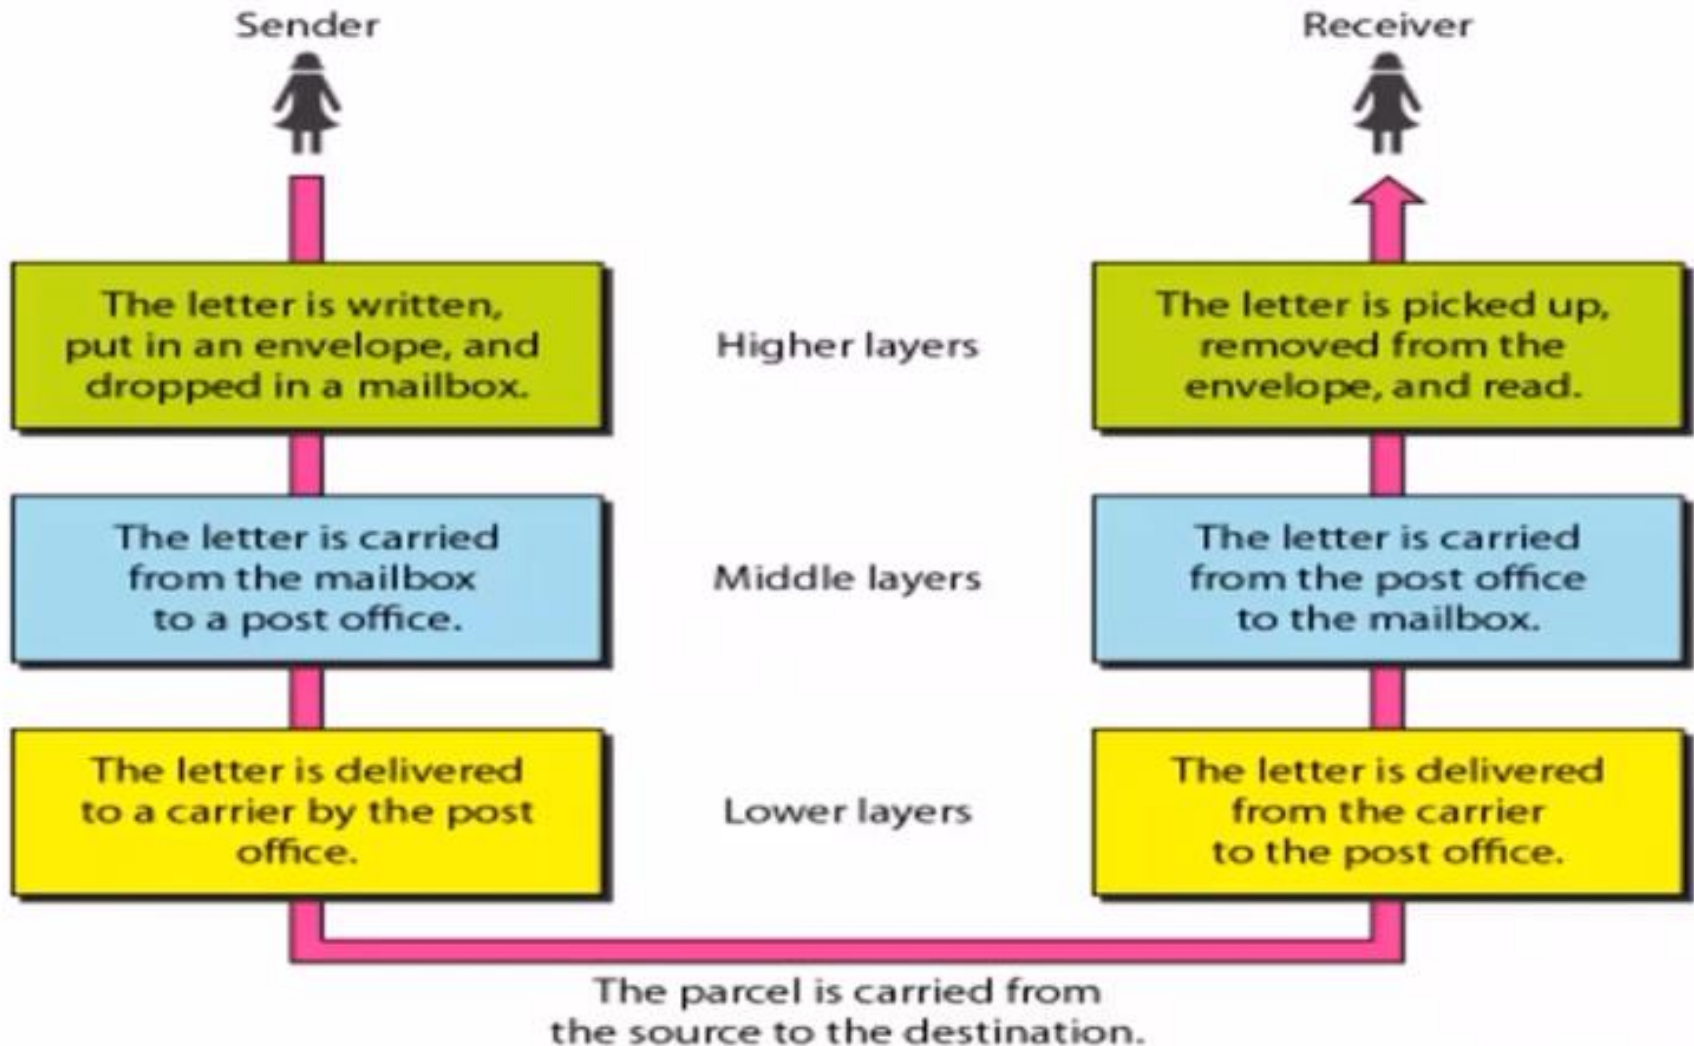 Sender
Receiver
The letter is written,
put in an envelope, and
dropped in a mailbox.
Higher layers
The letter is picked up,
removed from the
envelope, and read.
The letter is carried
from the mailbox
to a post office.
Middle layers
The letter is carried
from the post office
to the mailbox.
The letter is delivered
to a carrier by the post
office.
Lower layers
The letter is delivered
from the carrier
to the post office.
The parcel is carried from
the source to the destination.